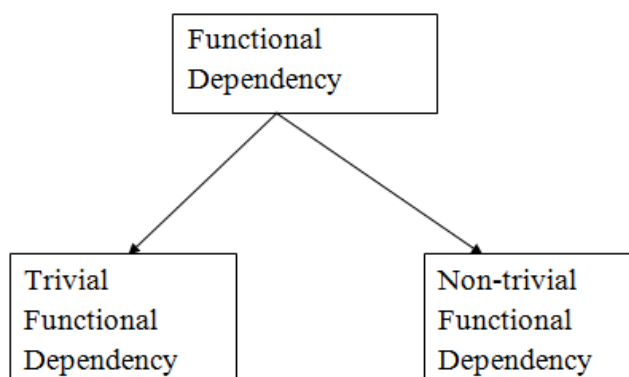 Functional
Dependency
Trivial
Functional
Dependency
Non-trivial
Functional
Dependency